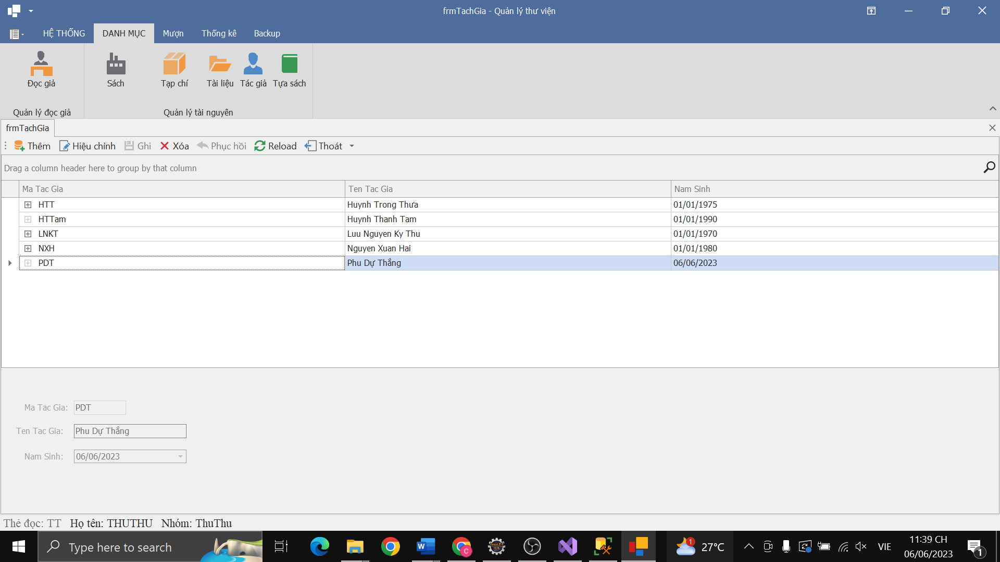 frmTachGia - Quản lý thư viện
HỆ THỐNG DANH MỤC Mượn Thống kê Backup
Đọc giả Sách Tạp chí Tài liệu Tác giả Tựa sách
Quản lý đọc giả Quản lý tài nguyên
frmTachGia
Thêm Hiệu chỉnh Ghi Xóa Phục hồi Reload Thoát
Drag a column header here to group by that column
Ma Tac Gia Ten Tac Gia Nam Sinh
HTT Huynh Trong Thưa 01/01/1975
HTTam Huynh Thanh Tam 01/01/1990
LNKT Luu Nguyen Ky Thu 01/01/1970
NXH Nguyen Xuan Hai 01/01/1980
PDT Phu Dự Thắng 06/06/2023
Ma Tac Gia: PDT
Ten Tac Gia: Phu Dự Thắng
Nam Sinh: 06/06/2023
Thẻ đọc: TT Họ tên: THUTHU Nhóm: ThuThu
Type here to search
W
c
Java EE
IDE
1
27°C
VIE
11:39 CH
06/06/2023
1